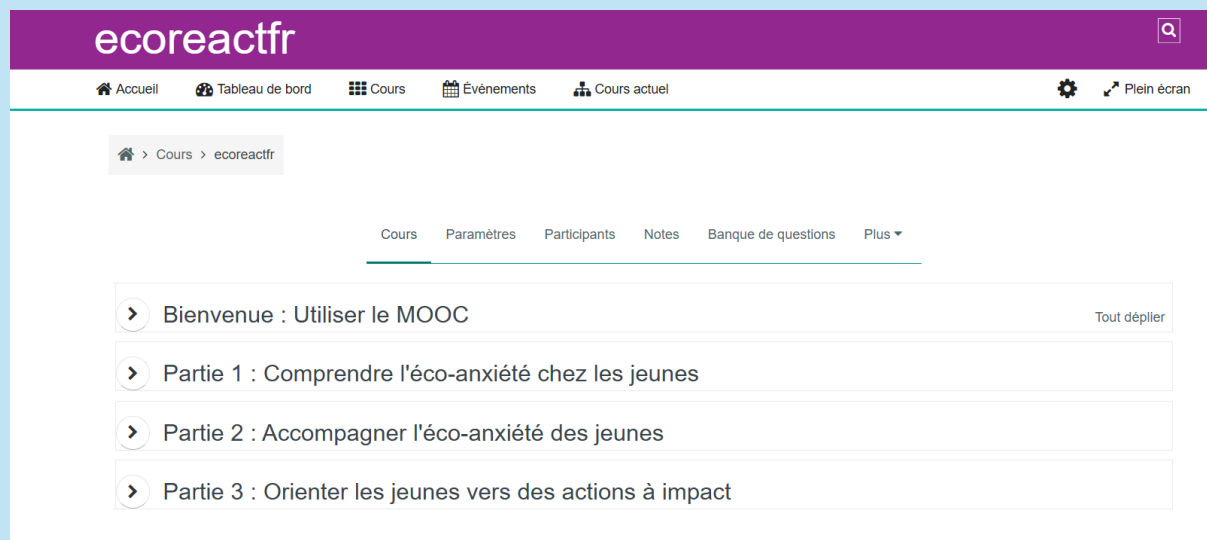 ecoreactfr
Accueil Tableau de bord Cours Événements Cours actuel Plein écran
> Cours > ecoreactfr
Cours Paramètres Participants Notes Banque de questions Plus
Bienvenue : Utiliser le MOOC Tout déplier
Partie 1 : Comprendre l'éco-anxiété chez les jeunes
Partie 2 : Accompagner l'éco-anxiété des jeunes
Partie 3 : Orienter les jeunes vers des actions à impact